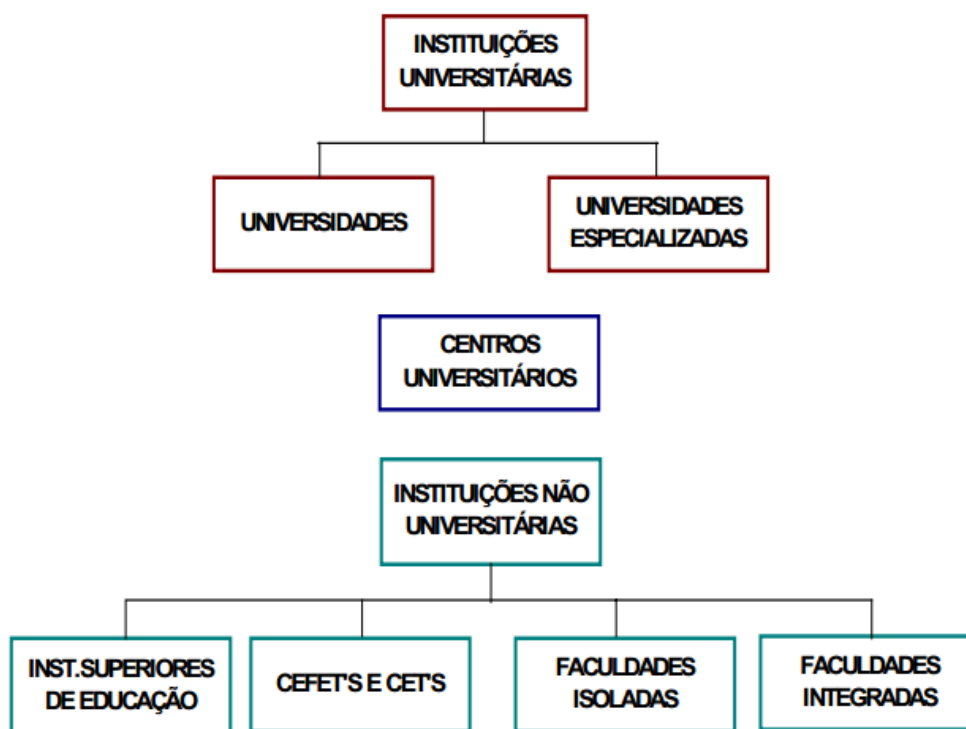 INSTITUIÇÕES
UNIVERSITÁRIAS
UNIVERSIDADES
UNIVERSIDADES
ESPECIALIZADAS
CENTROS
UNIVERSITÁRIOS
INSTITUIÇÕES NÃO
UNIVERSITÁRIAS
INST.SUPERIORES
DE EDUCAÇÃO
CEFET'S E CET'S
FACULDADES
ISOLADAS
FACULDADES
INTEGRADAS